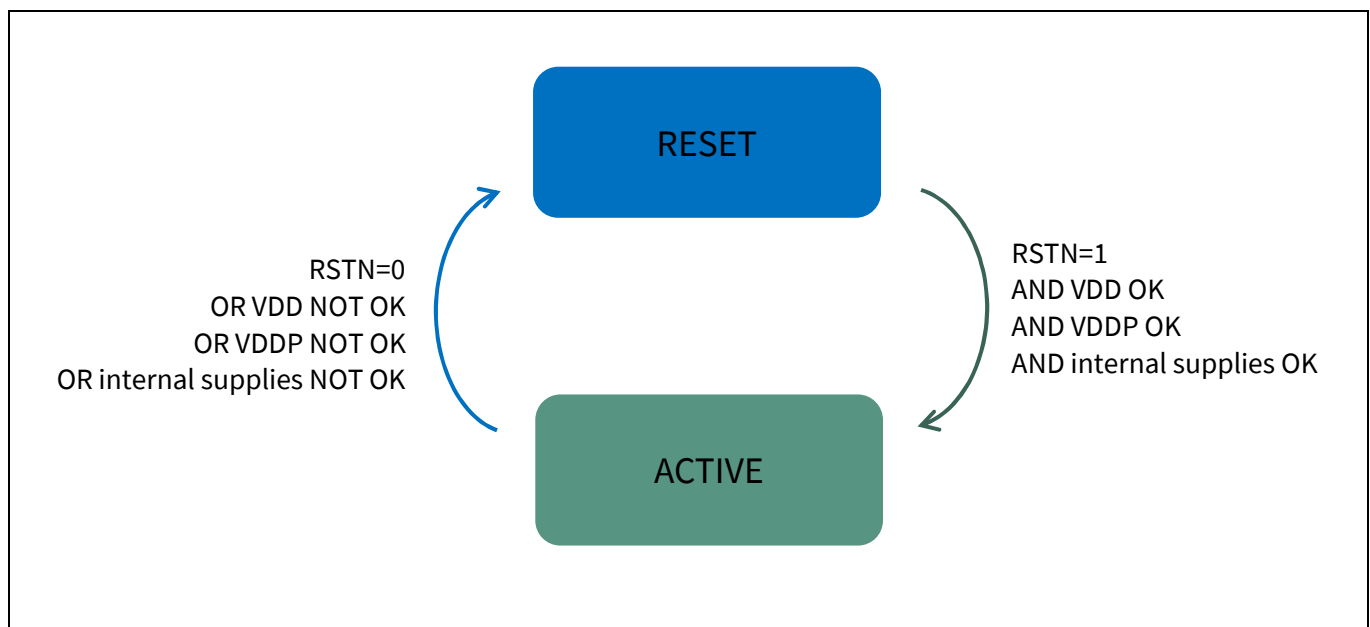 RESET
RSTN=0
OR VDD NOT OK
OR VDDP NOT OK
OR internal supplies NOT OK
RSTN=1
AND VDD OK
AND VDDP OK
AND internal supplies OK
ACTIVE